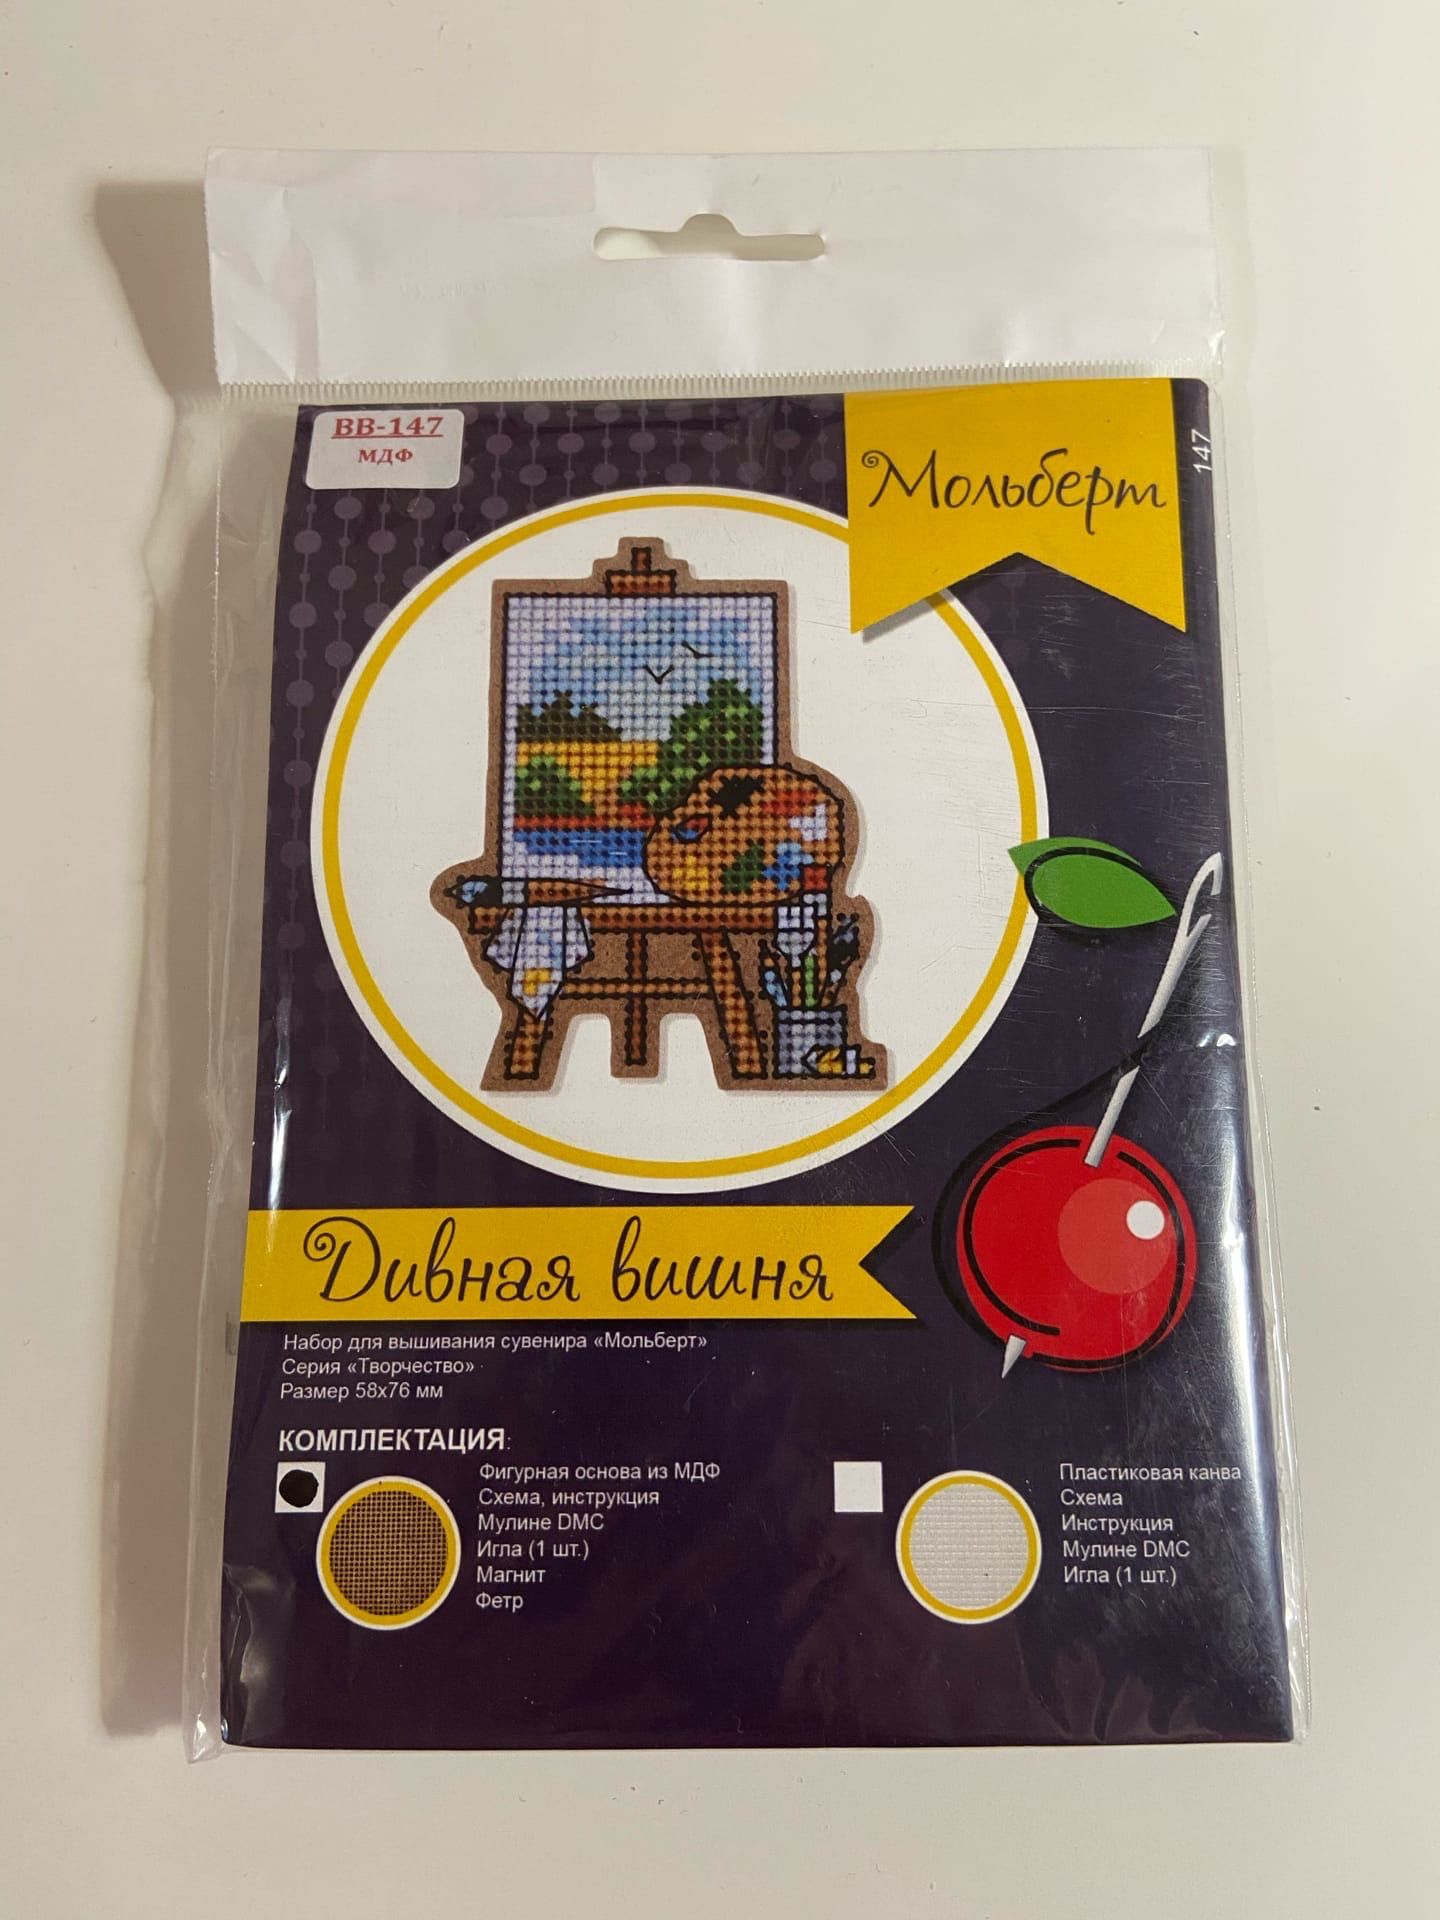 ВВ-147
МДФ
Мольберт
147
Дивная вишня
Набор для вышивания сувенира «Мольберт»
Серия «Творчество»
Размер 58х76 мм
КОМПЛЕКТАЦИЯ:
Фигурная основа из МДФ
Схема, инструкция
Мулине DMC
Игла (1 шт.)
Магнит
Фетр
Пластиковая канва
Схема
Инструкция
Мулине DMC
Игла (1 шт.)